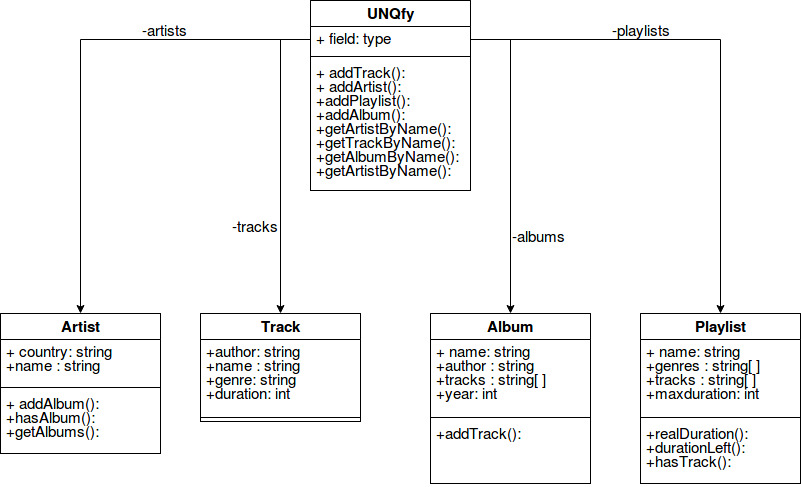 UNQfy
+ field: type
+ addTrack():
+ addArtist():
+addPlaylist():
+addAlbum():
+getArtistByName():
+getTrackByName():
+getAlbumByName():
+getArtistByName():
-artists
-playlists
-tracks
-albums
Artist
+ country: string
+name : string
+ addAlbum():
+hasAlbum():
+getAlbums():
Track
+author: string
+name : string
+genre: string
+duration: int
Album
+ name: string
+author : string
+tracks : string[ ]
+year: int
+addTrack():
Playlist
+ name: string
+genres : string[ ]
+tracks : string[ ]
+maxduration: int
+realDuration():
+durationLeft():
+hasTrack():